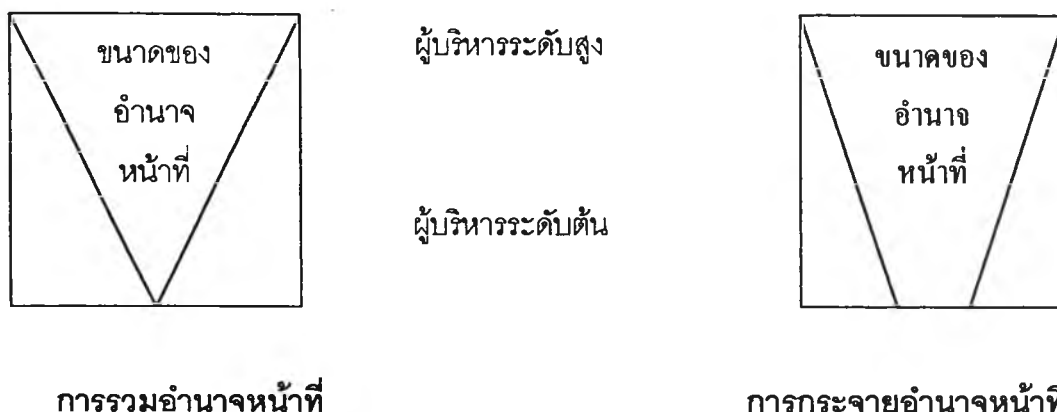 ขนาดของ
อำนาจ
หน้าที่
ผู้บริหารระดับสูง
ผู้บริหารระดับต้น
ขนาดของ
อำนาจ
หน้าที่
การรวมอำนาจหน้าที่
การกระจายอำนาจหน้าที่